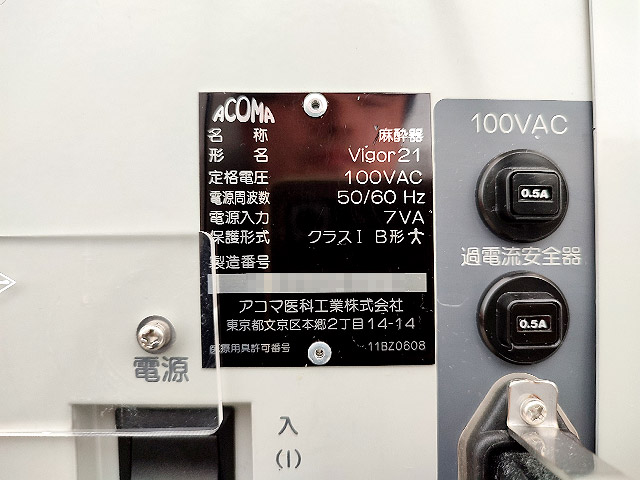 ACOMA
名 称 麻酔器
形 名 Vigor21
定格電圧 100VAC
電源周波数 50/60 Hz
電源入力 7VA
保護形式 クラスⅠ B形
製造番号
アコマ医科工業株式会社
東京都文京区本郷2丁目14-14
医療用具許可番号 11BZ0608
100VAC
0.5A
過電流安全器
0.5A
電源
入
(I)